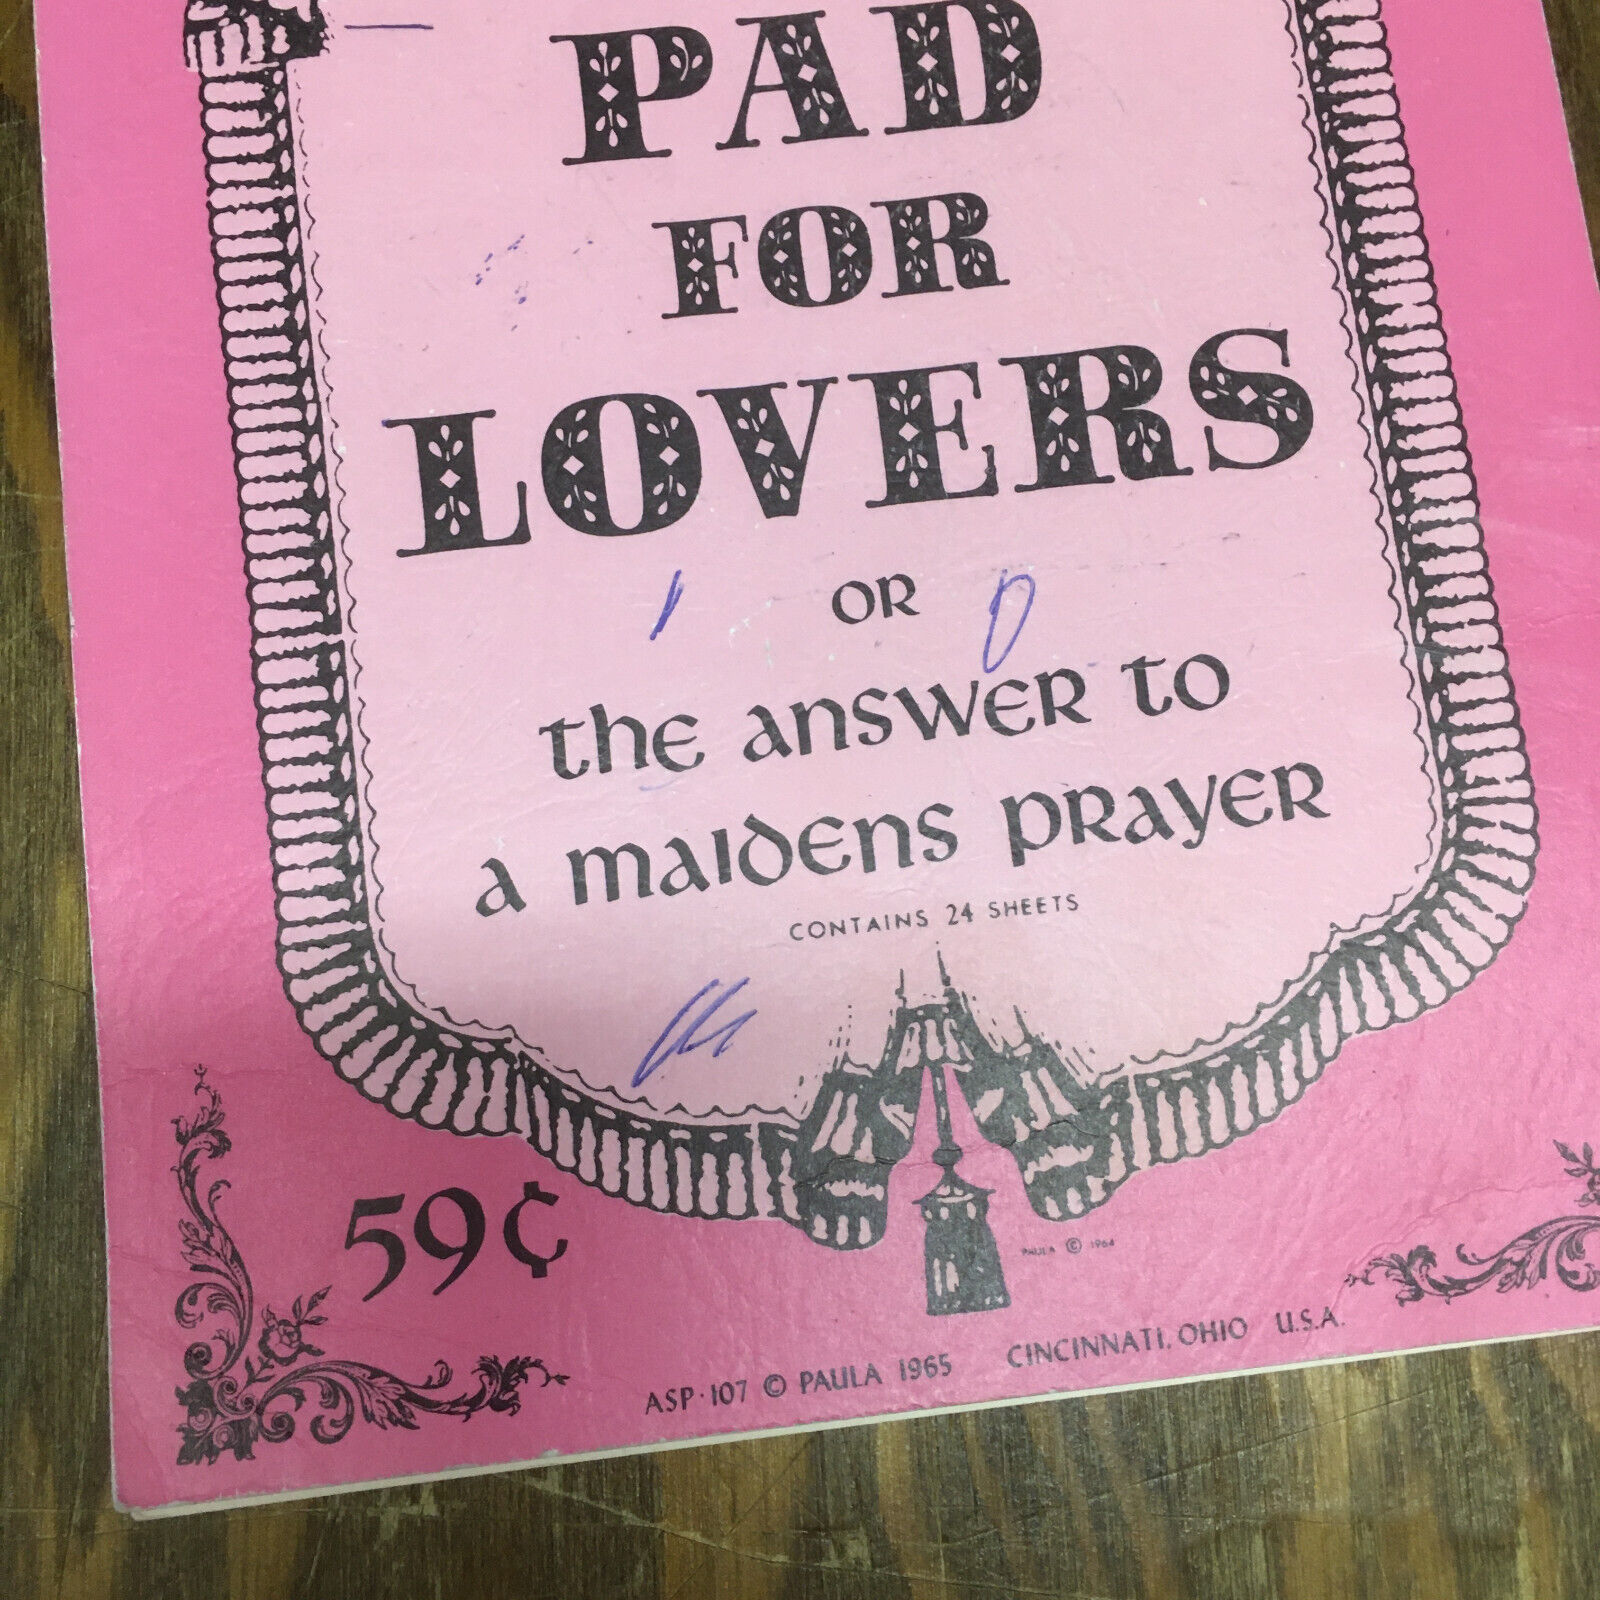 PAD
FOR
LOVERS
OR
the answer to
a maidens prayer
CONTAINS 24 SHEETS
59¢
PAULA © 1964
ASP·107 © PAULA 1965 CINCINNATI, OHIO U.S.A.